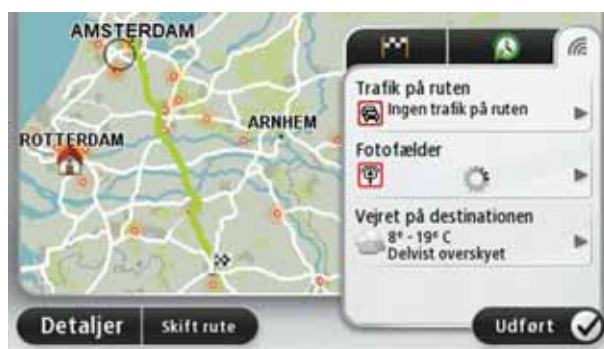 AMSTERDAM
ARNHEM
ROTTERDAM
Trafik på ruten
Ingen trafik på ruten
Fotofælder
Vejret på destinationen
8° - 19° C
Delvist overskyet
Detaljer
Skift rute
Udført